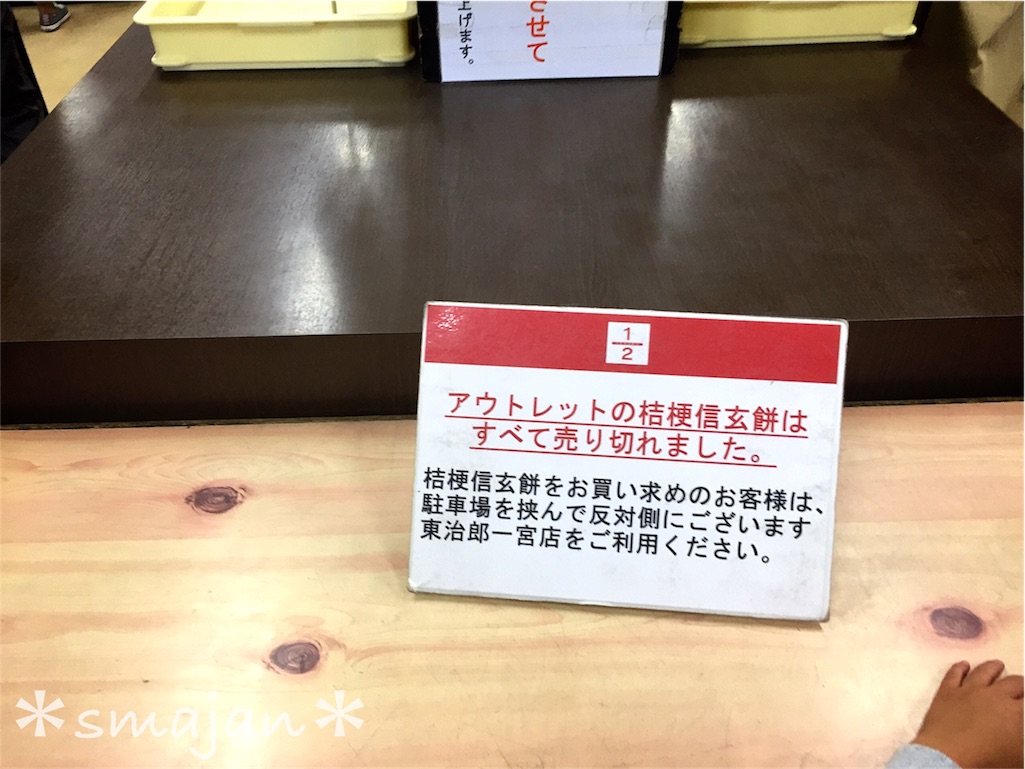 させて
上げます。
1
2
アウトレットの桔梗信玄餅は
すべて売り切れました。
桔梗信玄餅をお買い求めのお客様は、
駐車場を挟んで反対側にございます
東治郎一宮店をご利用ください。
*smajan*